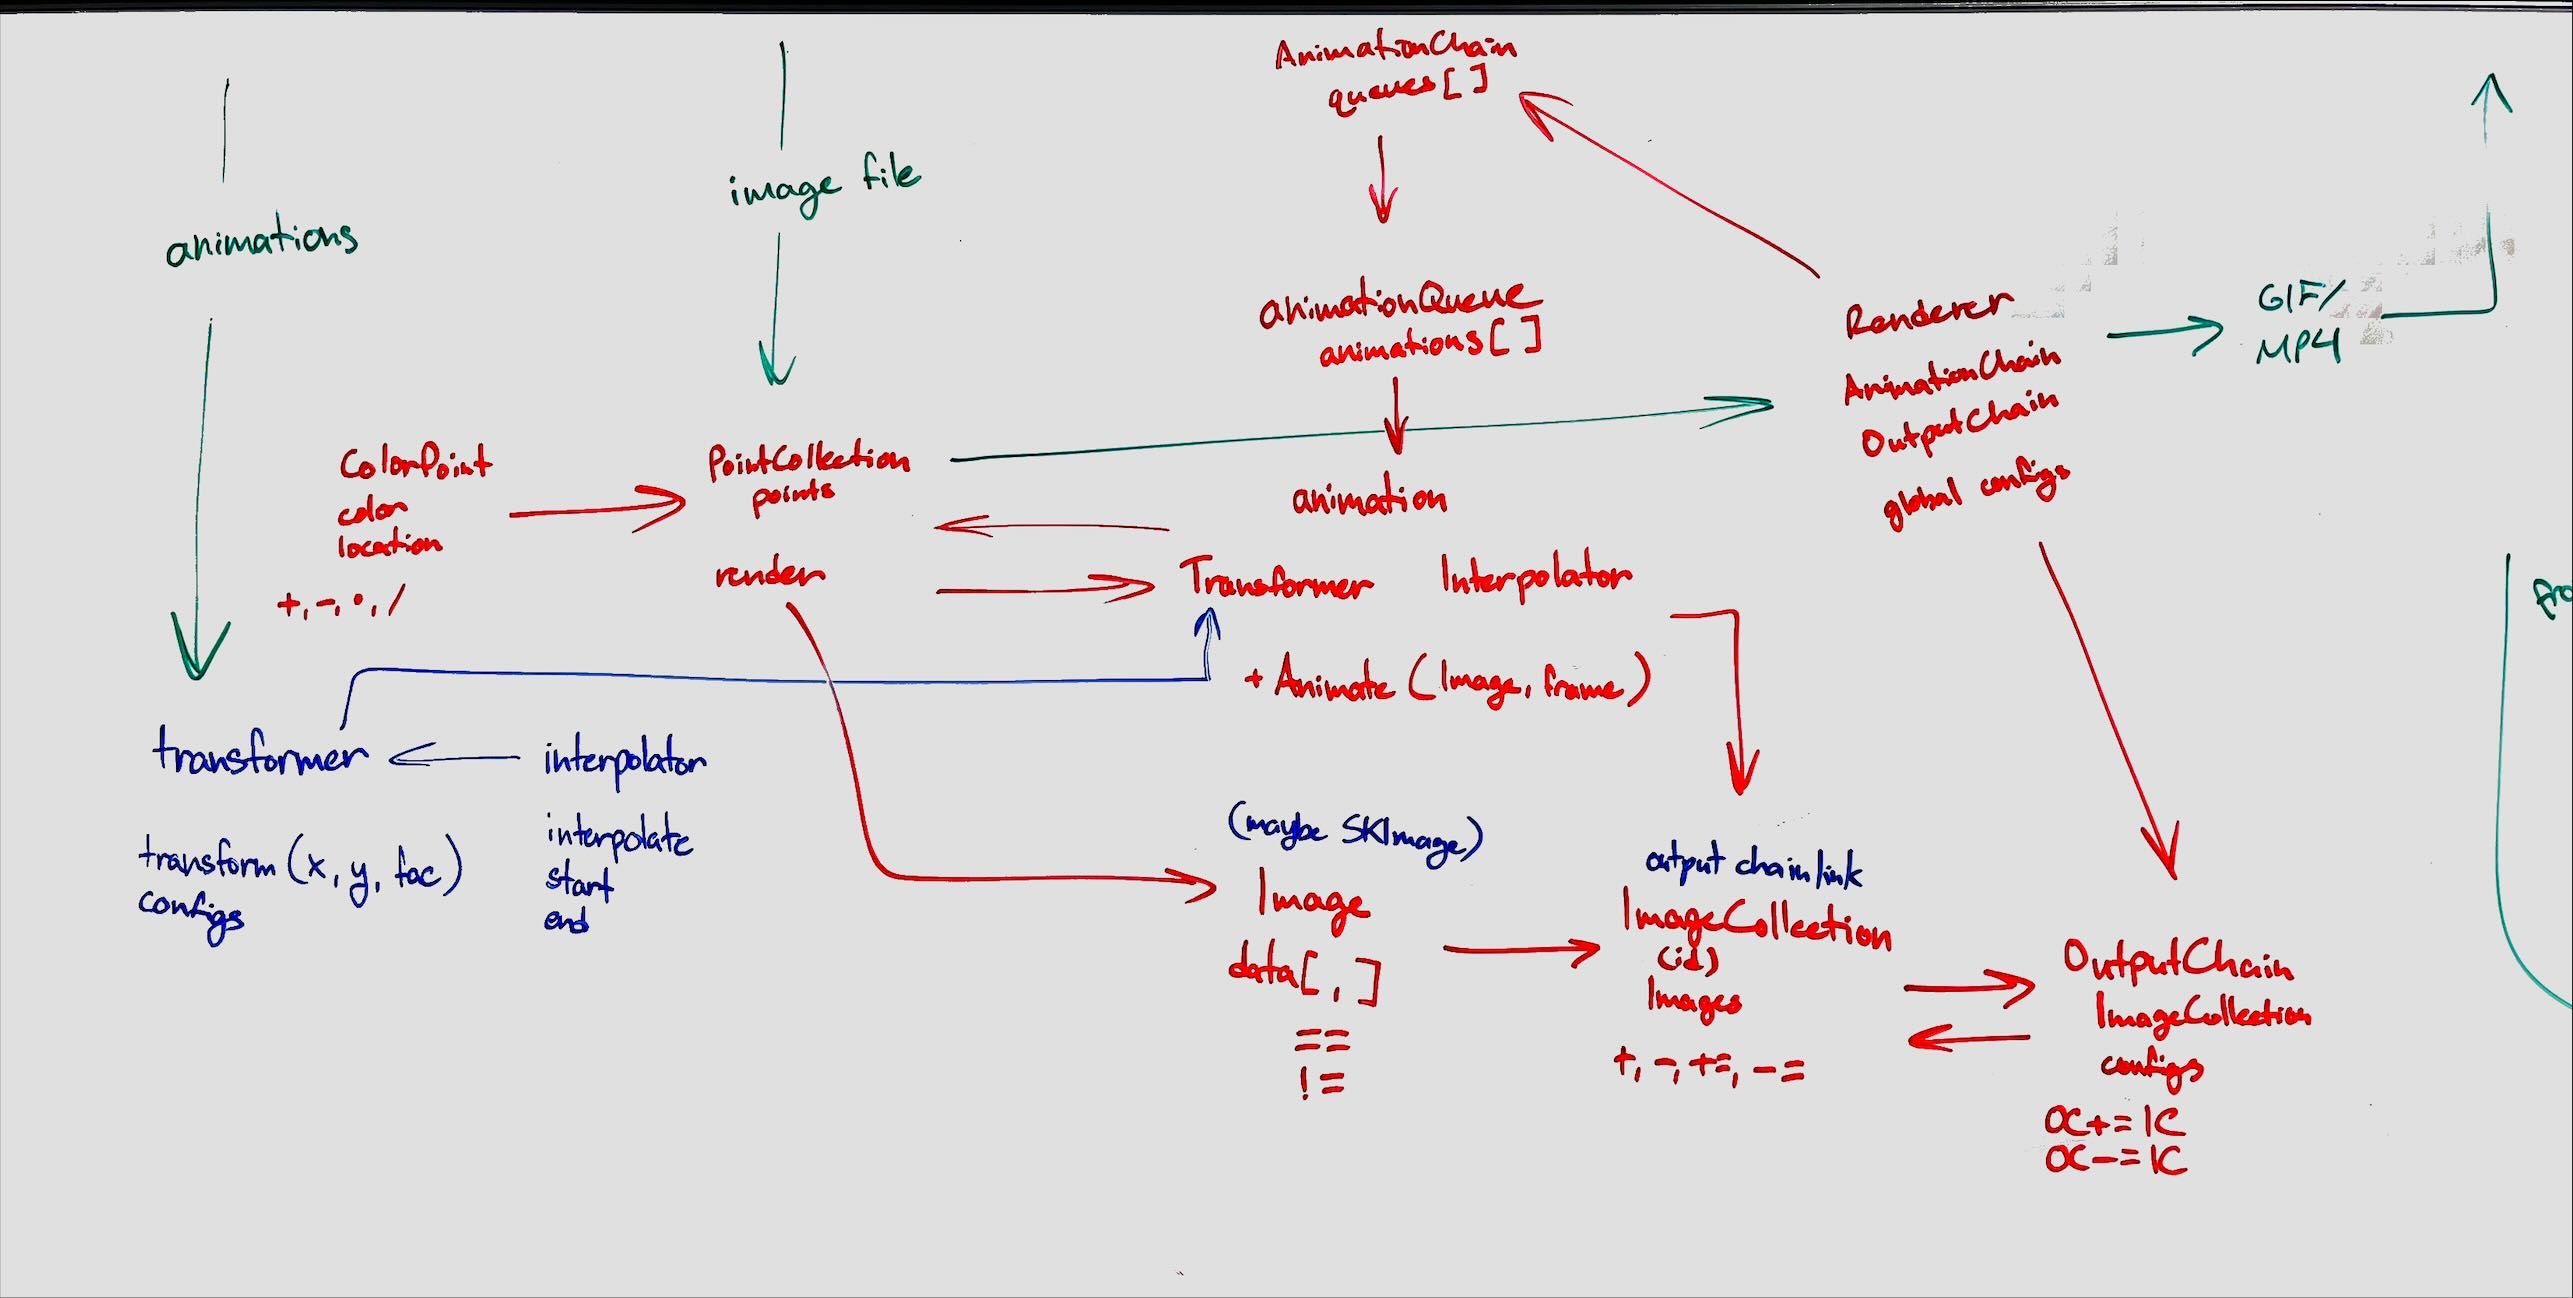 AnimationChain
queues[ ]
image file
animations
animationQueue
animations[ ]
Renderer
AnimationChain
OutputChain
global configs
GIF/
MP4
ColorPoint
color
location
+, -, •, /
PointCollection
points
render
animation
Transformer Interpolator
+ Animate (Image, frame)
transformer
transform (x, y, fac)
configs
interpolator
interpolate
start
end
(maybe SKImage)
Image
data[ , ]
==
!=
output chain link
ImageCollection
(id)
Images
+, -, +=, -=
OutputChain
ImageCollection
configs
OC+=IC
OC-=IC